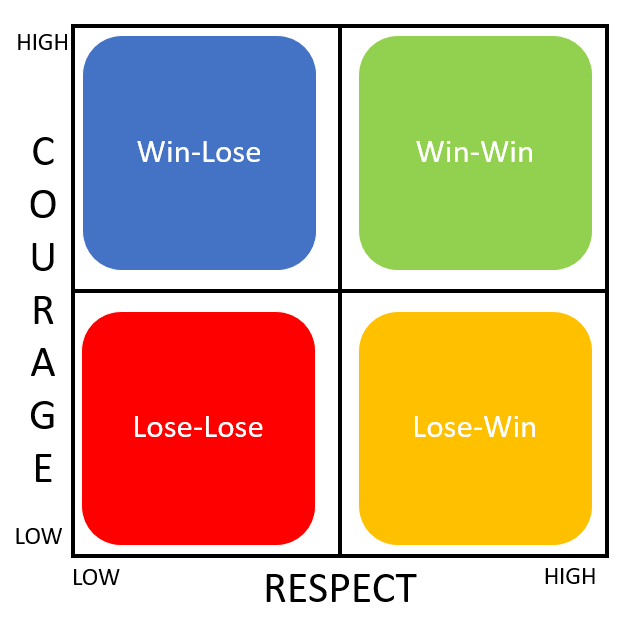 HIGH
Win-Lose
Win-Win
C
O
U
R
A
G
E
Lose-Lose
Lose-Win
LOW
LOW
RESPECT
HIGH